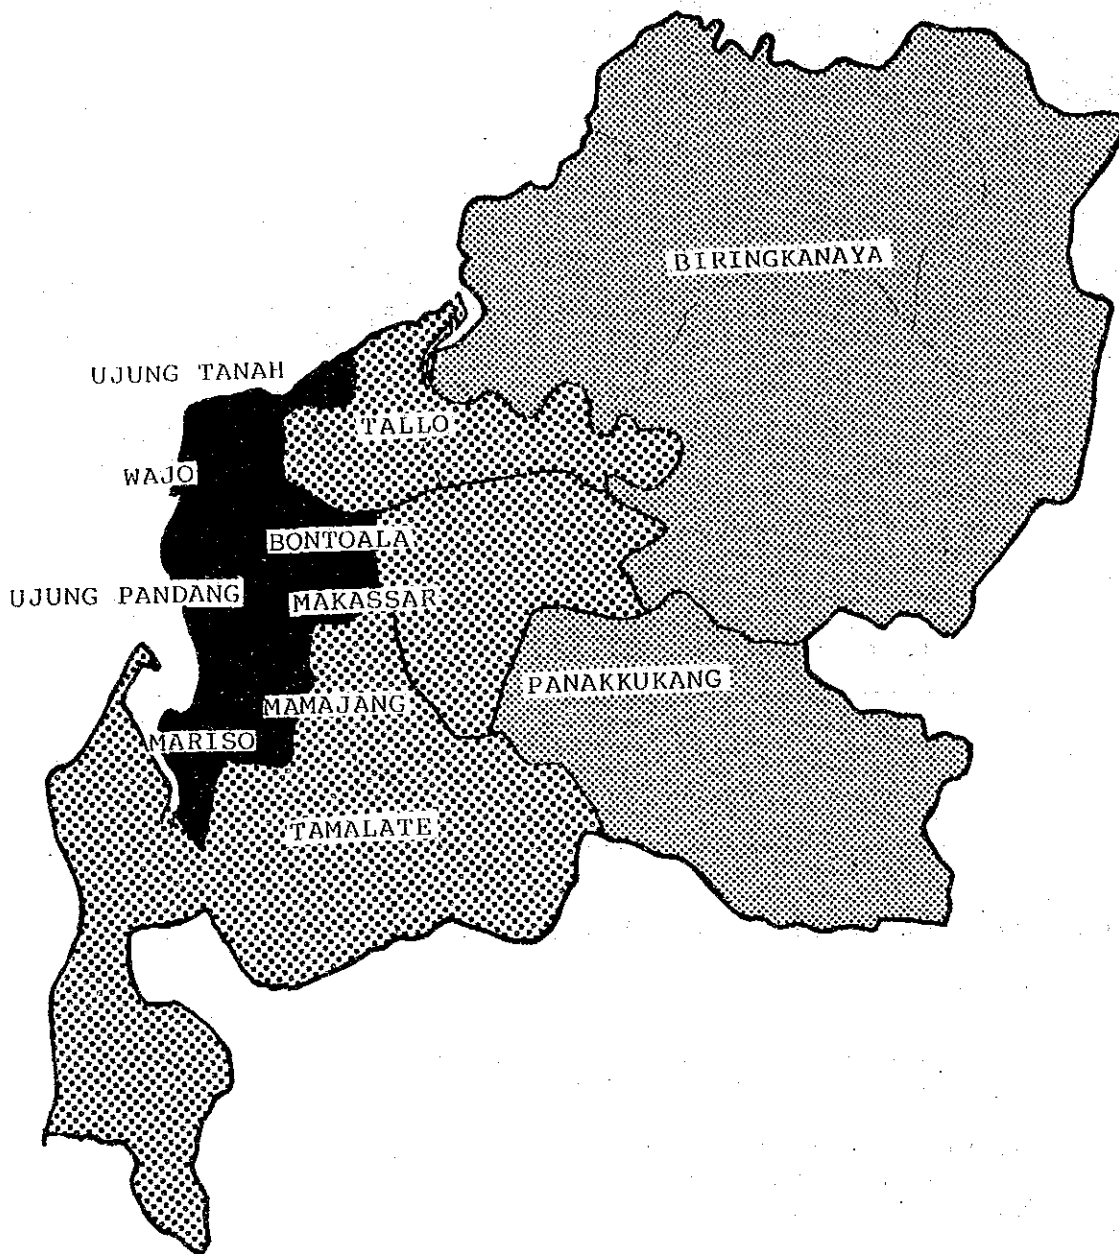 BIRINGKANAYA
UJUNG TANAH
TALLO
WAJO
BONTOALA
UJUNG PANDANG
MAKASSAR
PANAKKUKANG
MAMAJANG
MARISO
TAMALATE